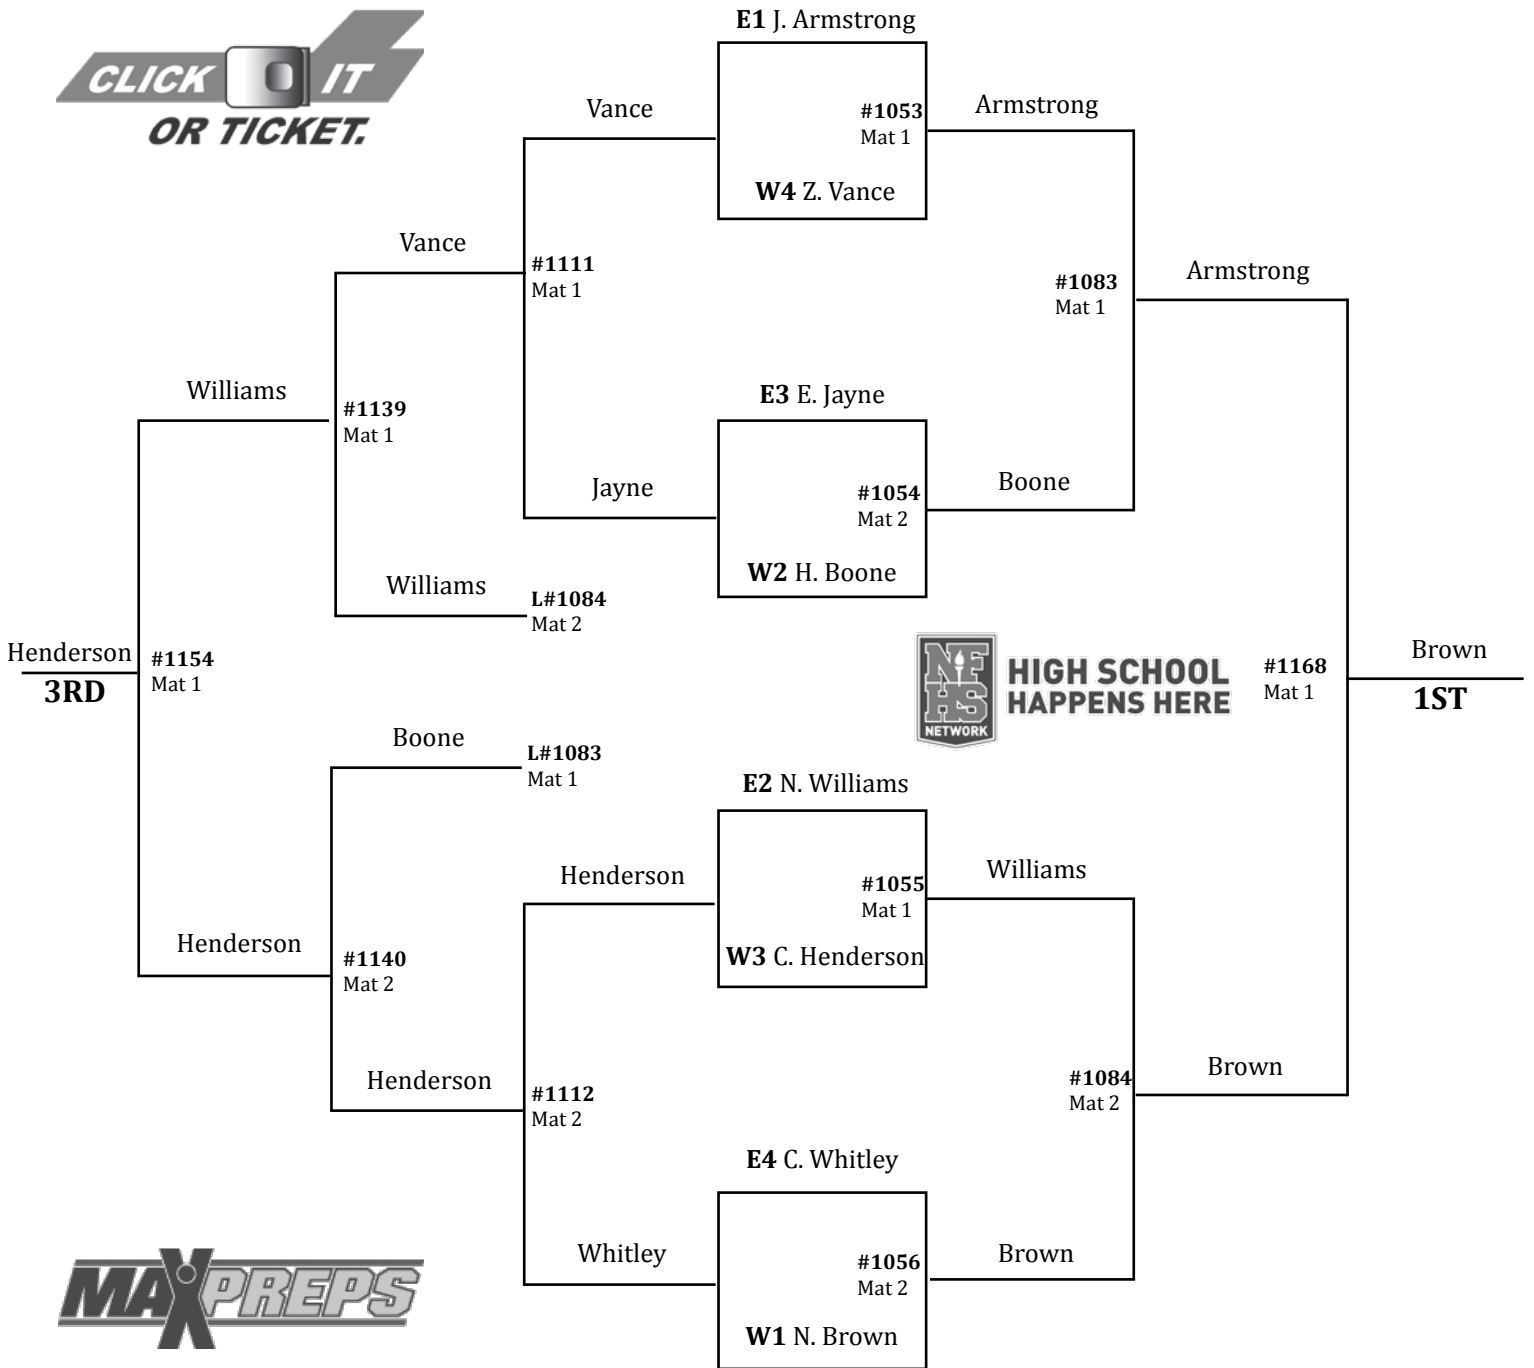 E1 J. Armstrong
CLICK IT
OR TICKET.
Vance
#1053
Mat 1
Armstrong
W4 Z. Vance
Vance
#1111
Mat 1
#1083
Mat 1
Armstrong
Williams
#1139
Mat 1
E3 E. Jayne
Jayne
#1054
Mat 2
Boone
W2 H. Boone
Williams
L#1084
Mat 2
Henderson
3RD
#1154
Mat 1
NFHS
NETWORK
HIGH SCHOOL
HAPPENS HERE
#1168
Mat 1
Brown
1ST
Boone
L#1083
Mat 1
E2 N. Williams
Henderson
#1055
Mat 1
Williams
Henderson
#1140
Mat 2
W3 C. Henderson
Henderson
#1112
Mat 2
#1084
Mat 2
Brown
E4 C. Whitley
Whitley
#1056
Mat 2
Brown
W1 N. Brown
MAXPREPS